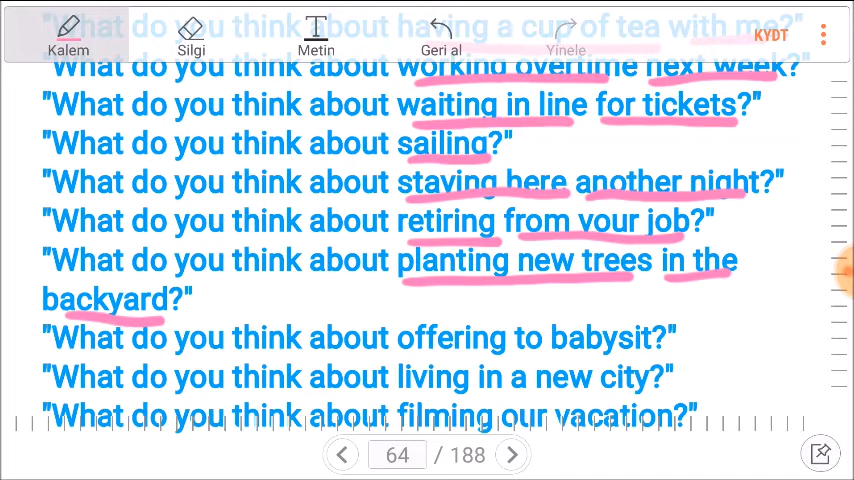 "What do you think about having a cup of tea with me?"
Kalem
Silgi
Metin
Geri al
Yinele
KYDT
"What do you think about working overtime next week?"
"What do you think about waiting in line for tickets?"
"What do you think about sailing?"
"What do you think about staying here another night?"
"What do you think about retiring from your job?"
"What do you think about planting new trees in the
backyard?"
"What do you think about offering to babysit?"
"What do you think about living in a new city?"
"What do you think about filming our vacation?"
64 / 188